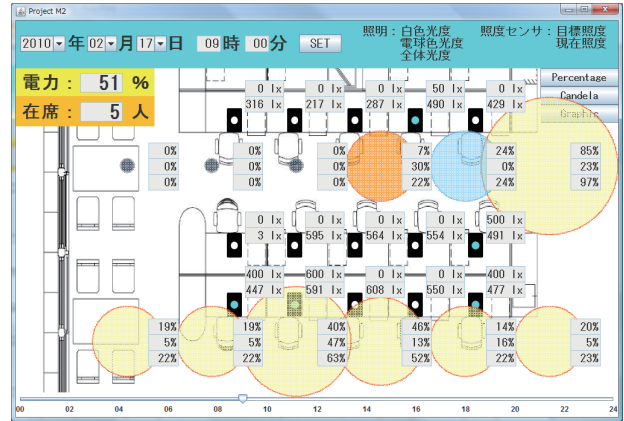 Project M2
2010 年 02 月 17 日 09 時 00 分 SET
照明：白色光度
電球色光度
全体光度
照度センサ：目標照度
現在照度
電力： 51 %
在席： 5 人
Percentage
Candela
Graphic
0 lx 0 lx 0 lx 50 lx 0 lx
316 lx 217 lx 287 lx 490 lx 429 lx
0% 0% 0% 7% 24% 85%
0% 0% 0% 30% 0% 23%
0% 0% 0% 22% 24% 97%
0 lx 0 lx 0 lx 0 lx 500 lx
3 lx 595 lx 564 lx 554 lx 491 lx
400 lx 600 lx 0 lx 0 lx 400 lx
447 lx 591 lx 608 lx 550 lx 477 lx
19% 19% 40% 46% 14% 20%
5% 5% 47% 13% 16% 5%
22% 22% 63% 52% 22% 23%
00 02 04 06 08 10 12 14 16 18 20 22 24